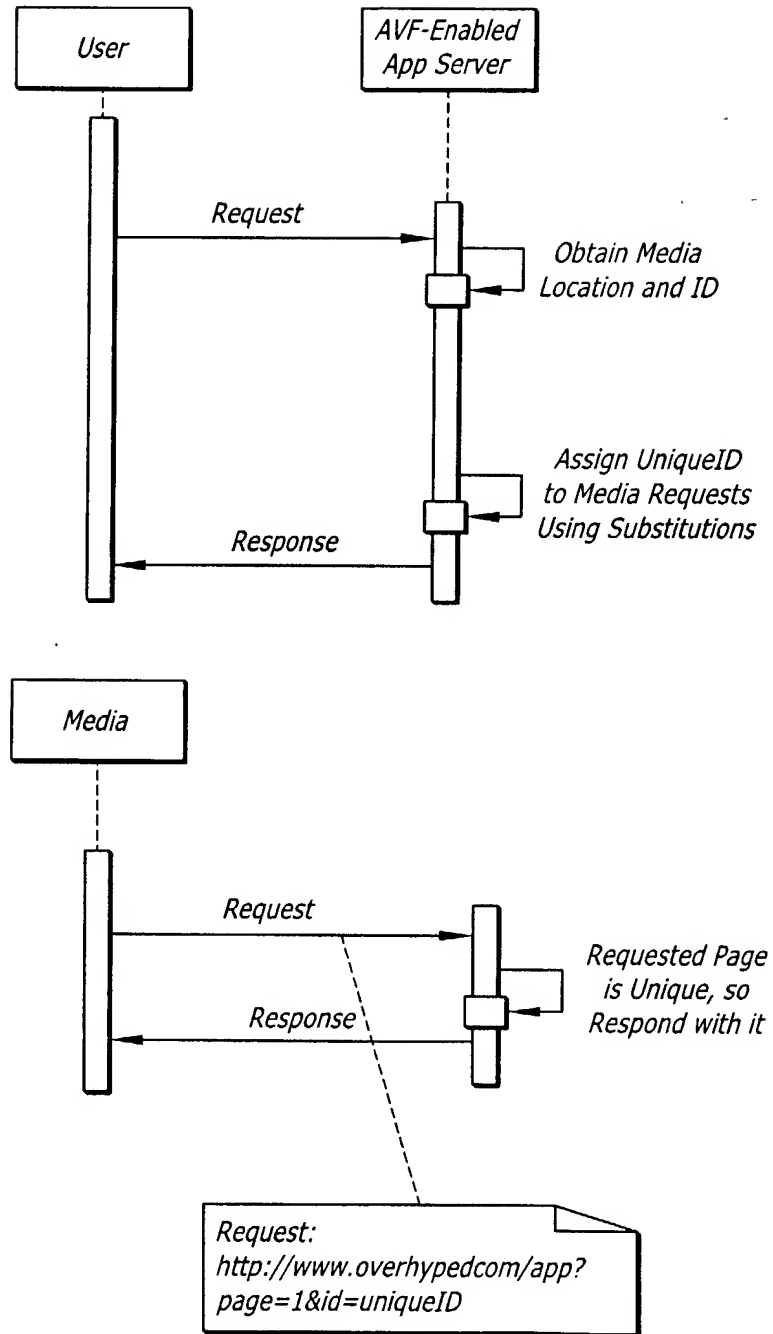 User
AVF-Enabled
App Server
Request
Obtain Media
Location and ID
Assign UniqueID
to Media Requests
Using Substitutions
Response
Media
Request
Requested Page
is Unique, so
Respond with it
Response
Request:
http://www.overhypedcom/app?
page=1&id=uniqueID